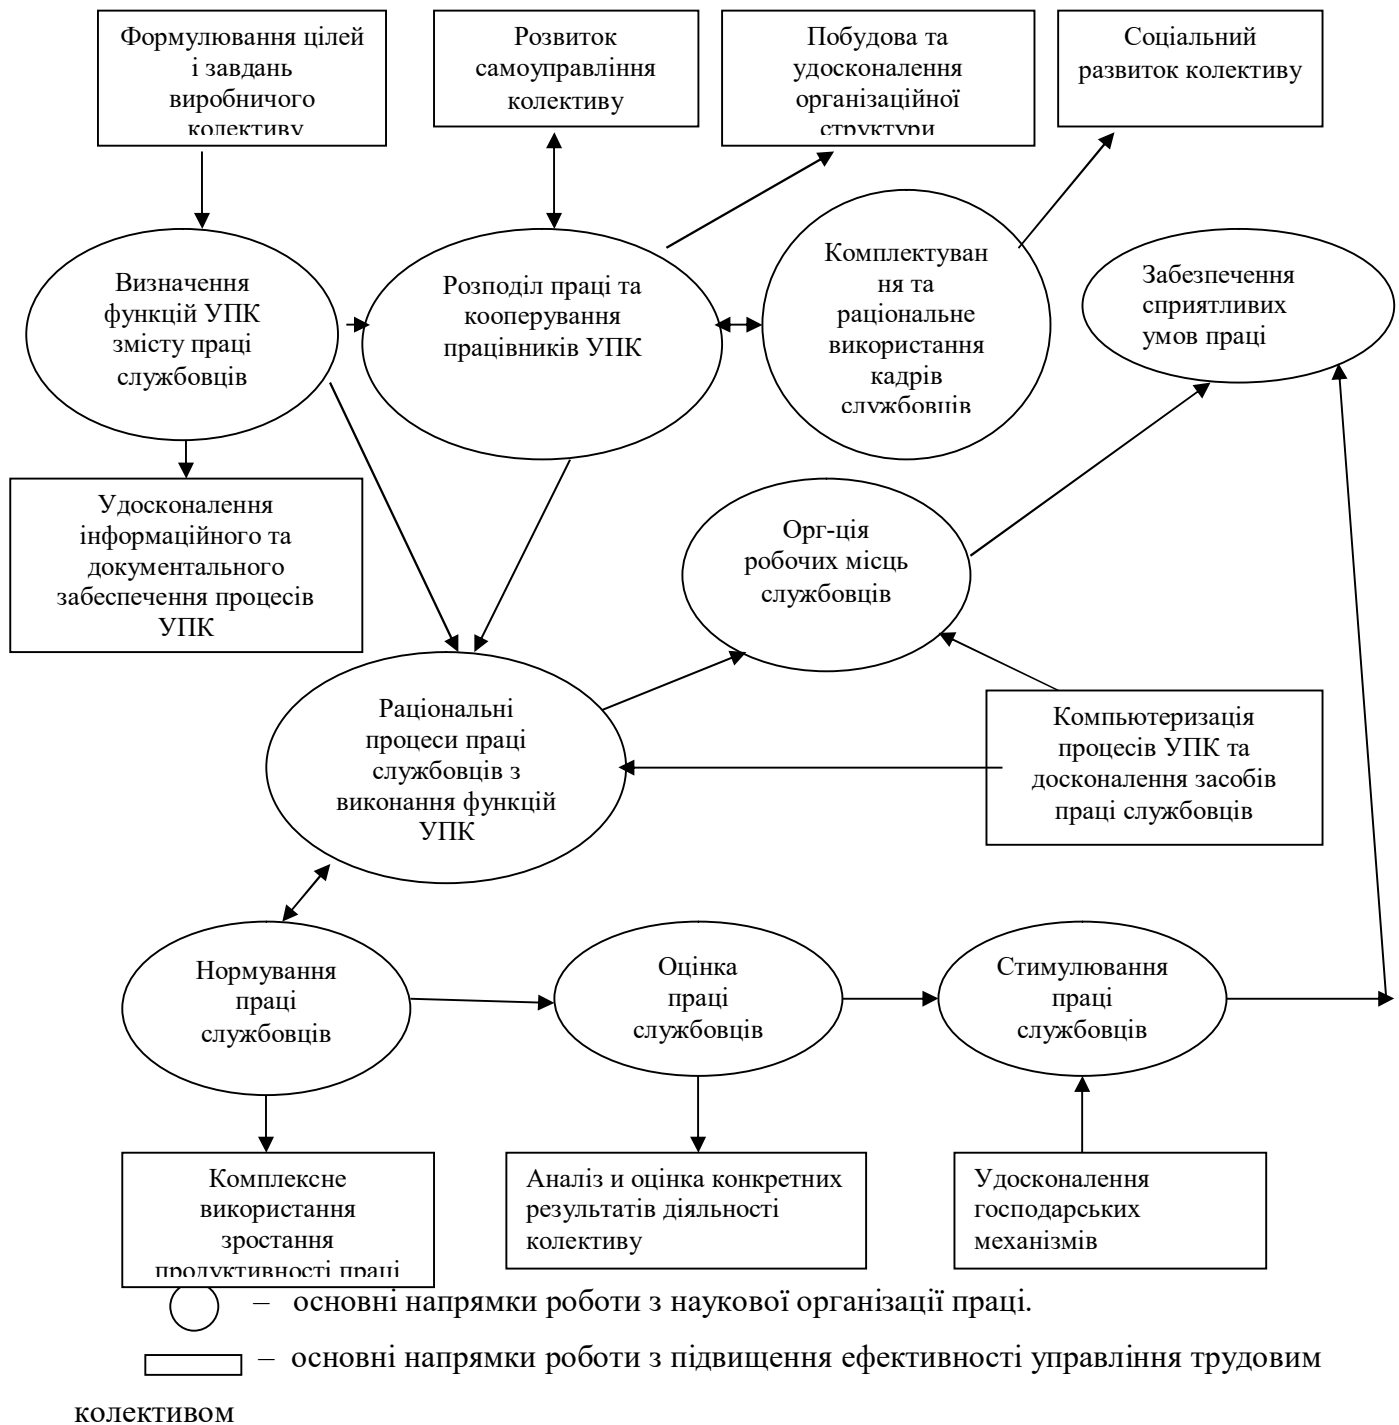 Формулювання цілей
і завдань
виробничого
колективу
Розвиток
самоуправління
колективу
Побудова та
удосконалення
організаційної
структури
Соціальний
развиток колективу
Визначення
функцій УПК
змісту праці
службовців
Розподіл праці та
кооперування
працівників УПК
Комплектуван
ня та
раціональне
використання
кадрів
службовців
Забезпечення
сприятливих
умов праці
Удосконалення
інформаційного та
документального
забеспечення процесів
УПК
Орг-ція
робочих місць
службовців
Раціональні
процеси праці
службовців з
виконання функцій
УПК
Компьютеризація
процесів УПК та
досконалення засобів
праці службовців
Нормування
праці
службовців
Оцінка
праці
службовців
Стимулювання
праці
службовців
Комплексне
використання
зростання
продуктивності праці
Аналіз и оцінка конкретних
результатів діяльності
колективу
Удосконалення
господарських
механізмів
– основні напрямки роботи з наукової організації праці.
– основні напрямки роботи з підвищення ефективності управління трудовим
колективом